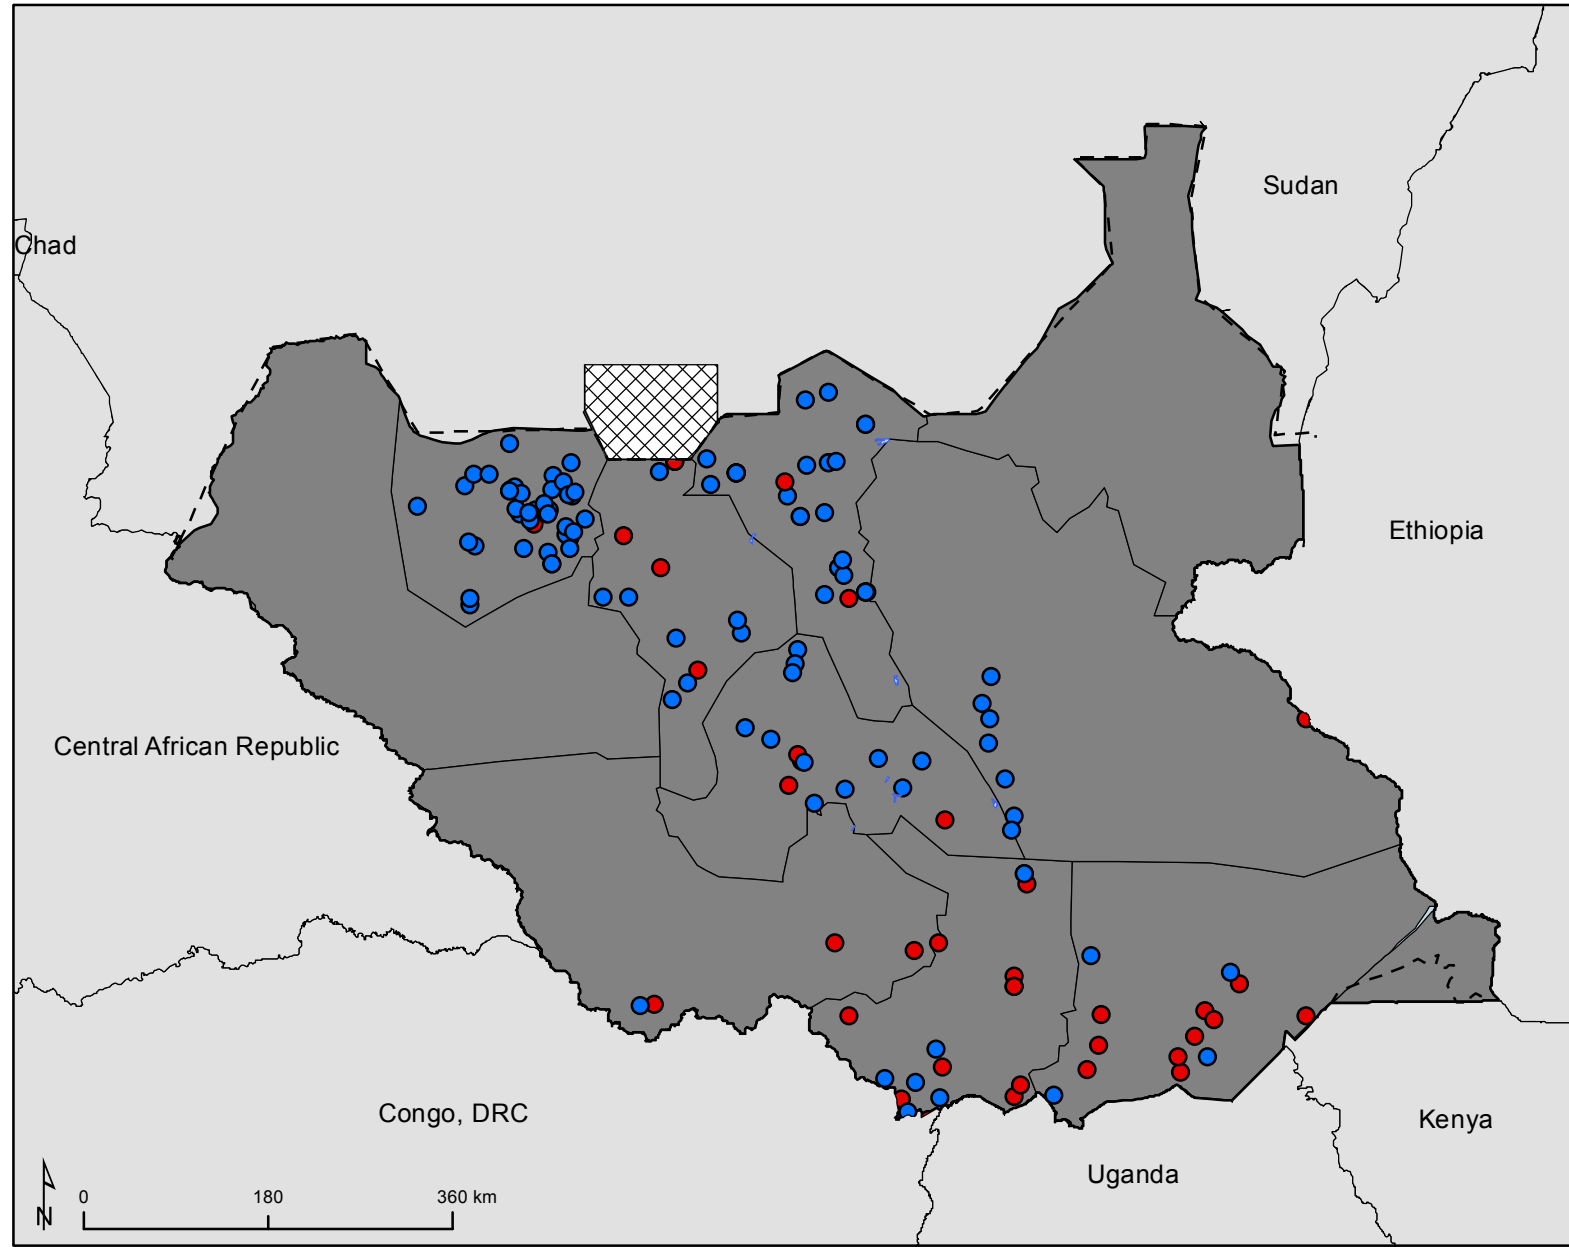 Sudan
Chad
Ethiopia
Central African Republic
Congo, DRC
Kenya
Uganda
0 180 360 km
N